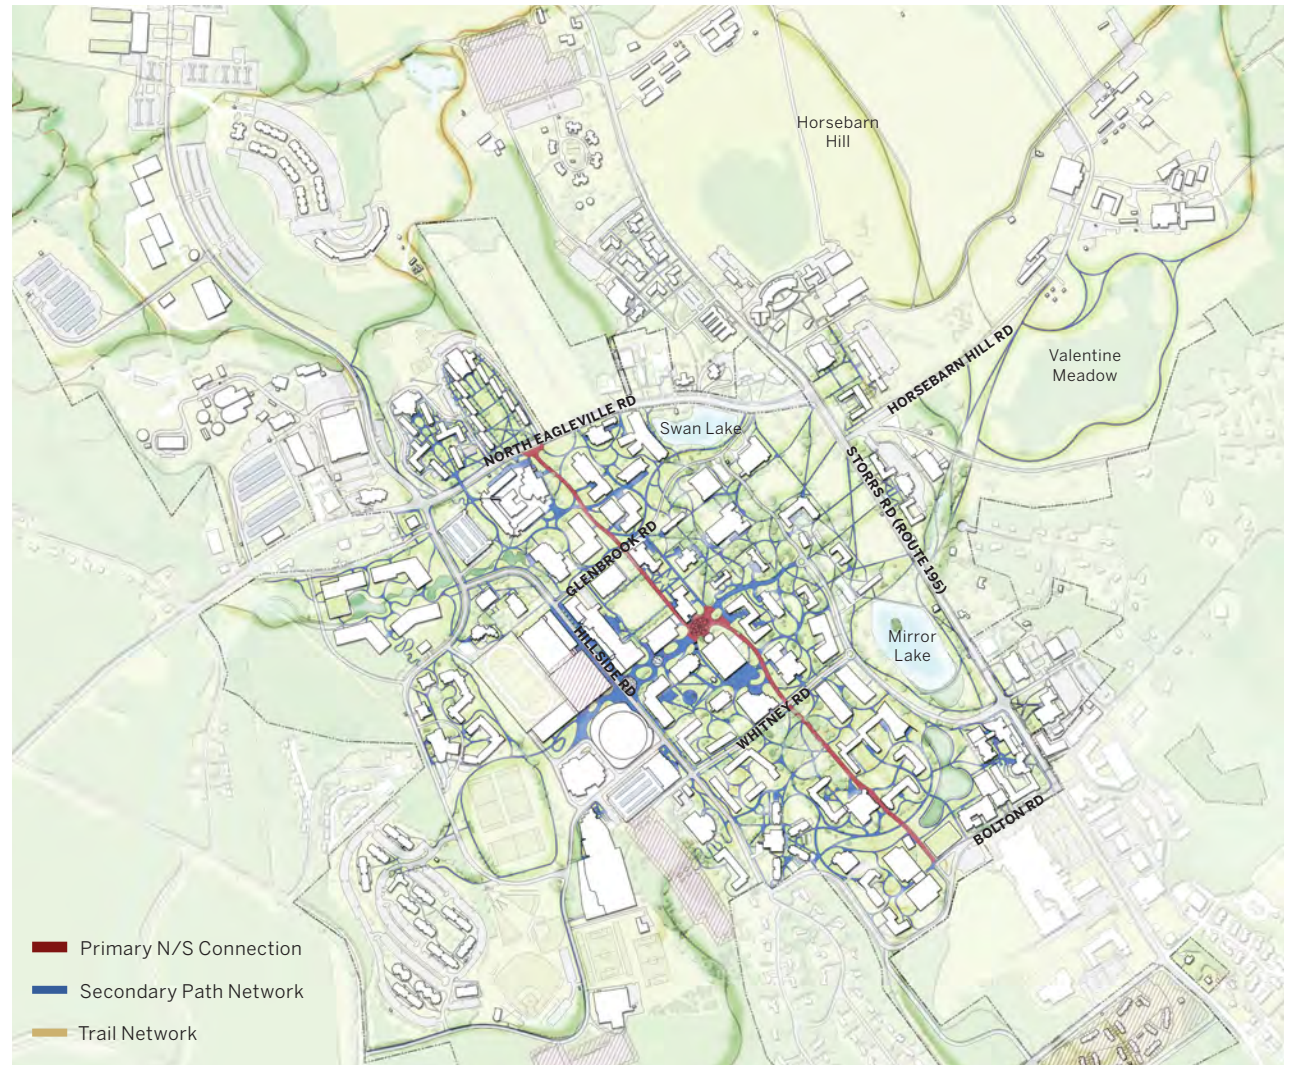 Horsebarn
Hill
HORSEBARN HILL RD
Valentine
Meadow
NORTH EAGLEVILLE RD
Swan Lake
STORRS RD (ROUTE 195)
GLENBROOK RD
HILLSIDE RD
Mirror
Lake
WHITNEY RD
BOLTON RD
Primary N/S Connection
Secondary Path Network
Trail Network